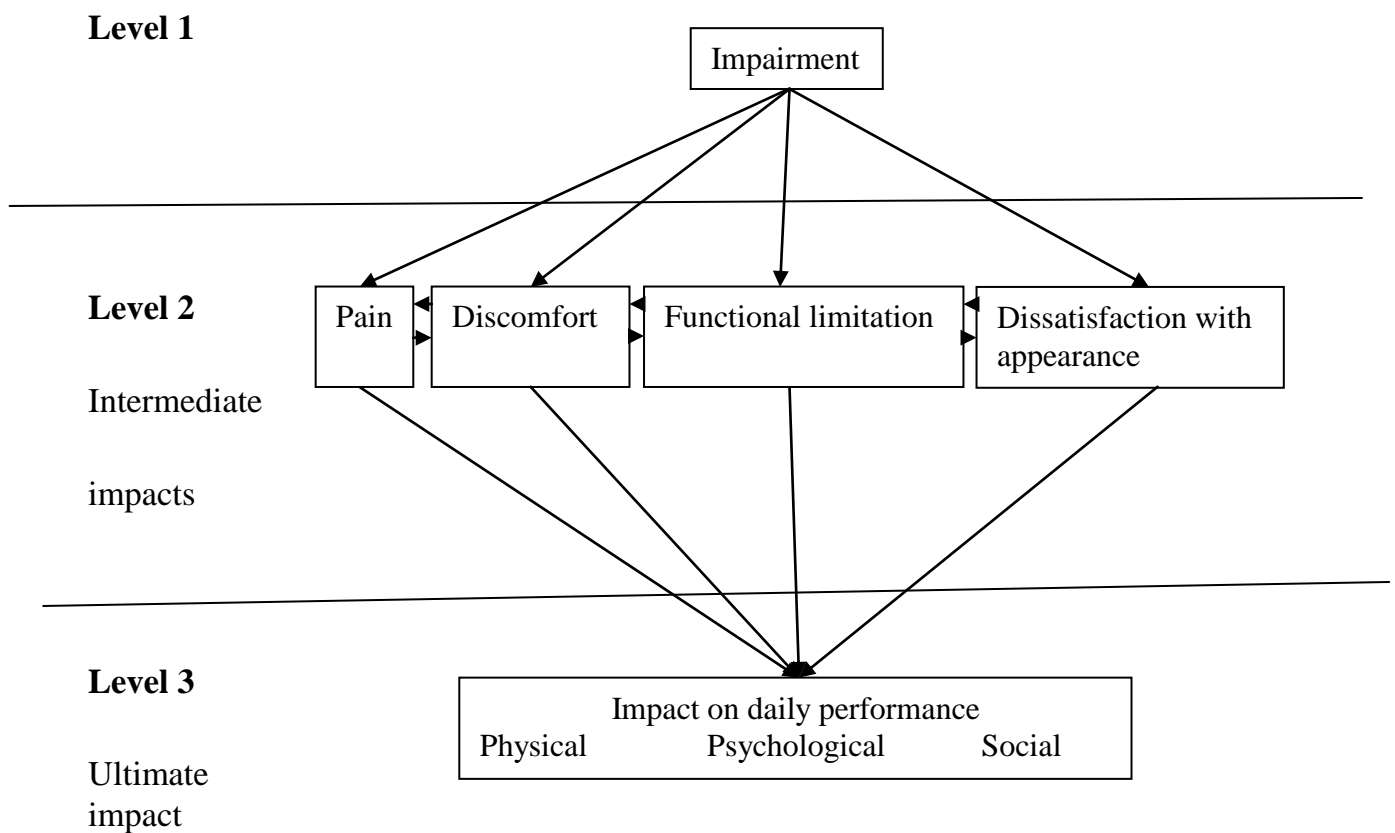 Level 1
Impairment
Level 2
Intermediate
impacts
Pain
Discomfort
Functional limitation
Dissatisfaction with
appearance
Level 3
Ultimate
impact
Impact on daily performance
Physical Psychological Social